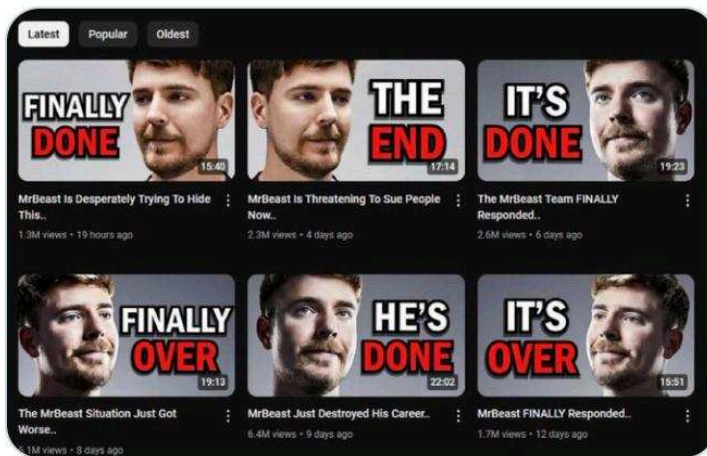 Latest Popular Oldest
FINALLY
DONE
15:40
THE
END
17:14
IT'S
DONE
19:23
MrBeast Is Desperately Trying To Hide
This..
1.3M views • 19 hours ago
MrBeast Is Threatening To Sue People
Now..
2.3M views • 4 days ago
The MrBeast Team FINALLY
Responded..
2.6M views • 6 days ago
FINALLY
OVER
19:13
HE'S
DONE
22:02
IT'S
OVER
15:51
The MrBeast Situation Just Got
Worse..
.1M views • 8 days ago
MrBeast Just Destroyed His Career..
6.4M views • 9 days ago
MrBeast FINALLY Responded..
1.7M views • 12 days ago